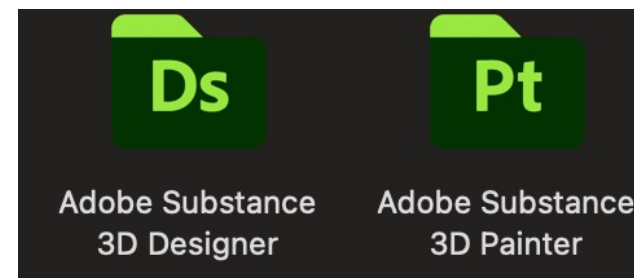 Ds
Pt
Adobe Substance
3D Designer
Adobe Substance
3D Painter